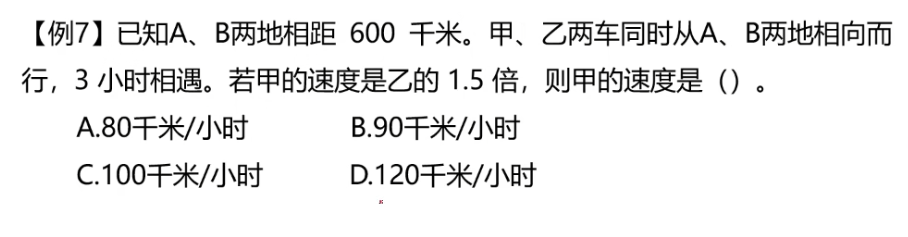 【例7】已知A、B两地相距 600 千米。甲、乙两车同时从A、B两地相向而
行，3 小时相遇。若甲的速度是乙的 1.5 倍，则甲的速度是（）。
A.80千米/小时 B.90千米/小时
C.100千米/小时 D.120千米/小时